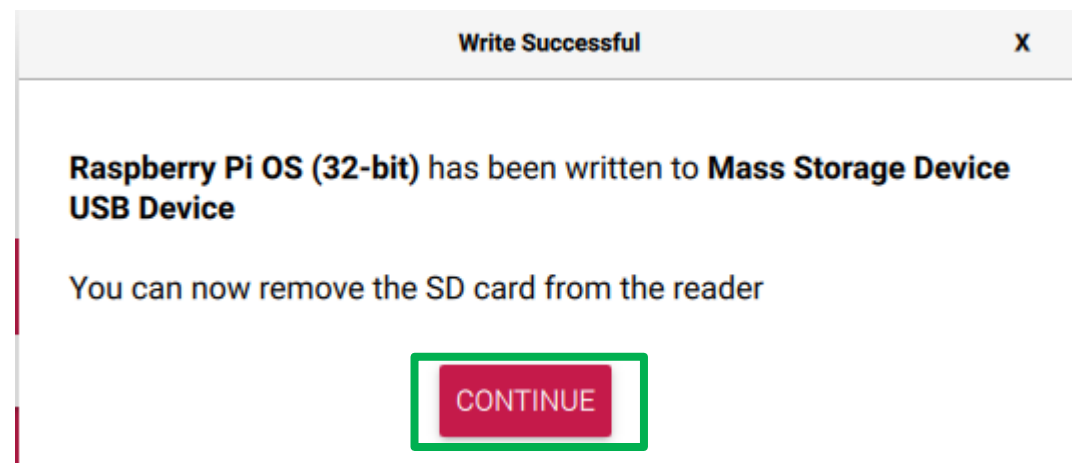 Write Successful X
Raspberry Pi OS (32-bit) has been written to Mass Storage Device
USB Device
You can now remove the SD card from the reader
CONTINUE